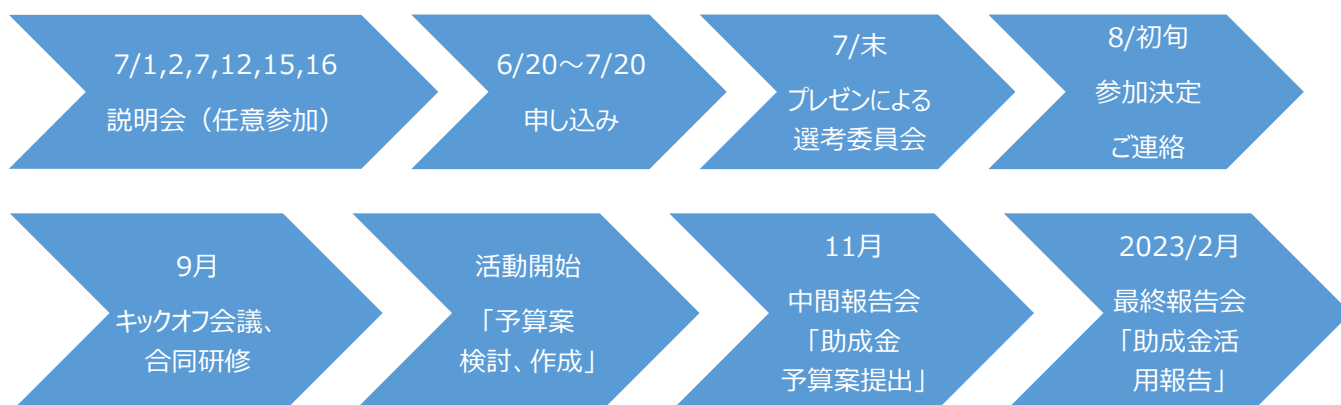 7/1,2,7,12,15,16
説明会（任意参加）
6/20～7/20
申し込み
7/末
プレゼンによる
選考委員会
8/初旬
参加決定
ご連絡
9月
キックオフ会議、
合同研修
活動開始
「予算案
検討、作成」
11月
中間報告会
「助成金
予算案提出」
2023/2月
最終報告会
「助成金活
用報告」